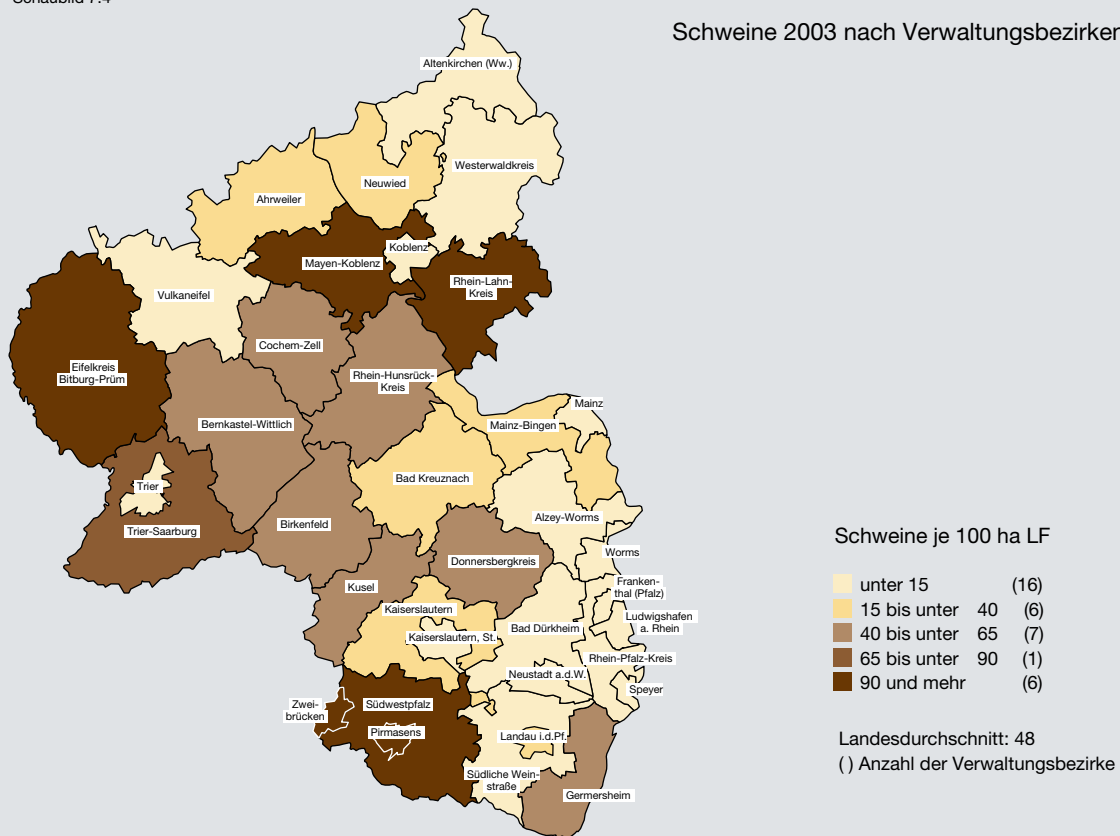 Schaubild 7.4
Schweine 2003 nach Verwaltungsbezirken
Altenkirchen (Ww.)
Westerwaldkreis
Neuwied
Ahrweiler
Koblenz
Mayen-Koblenz
Rhein-Lahn-
Kreis
Vulkaneifel
Cochem-Zell
Eifelkreis
Bitburg-Prüm
Rhein-Hunsrück-
Kreis
Mainz
Bernkastel-Wittlich
Mainz-Bingen
Bad Kreuznach
Trier
Alzey-Worms
Trier-Saarburg
Birkenfeld
Worms
Donnersbergkreis
Kusel
Franken-
thal (Pfalz)
Kaiserslautern
Ludwigshafen
a. Rhein
Bad Dürkheim
Kaiserslautern, St.
Rhein-Pfalz-Kreis
Neustadt a.d.W.
Speyer
Zwei-
brücken
Südwestpfalz
Pirmasens
Landau i.d.Pf.
Südliche Wein-
straße
Germersheim
Schweine je 100 ha LF
unter 15 (16)
15 bis unter 40 (6)
40 bis unter 65 (7)
65 bis unter 90 (1)
90 und mehr (6)
Landesdurchschnitt: 48
( ) Anzahl der Verwaltungsbezirke